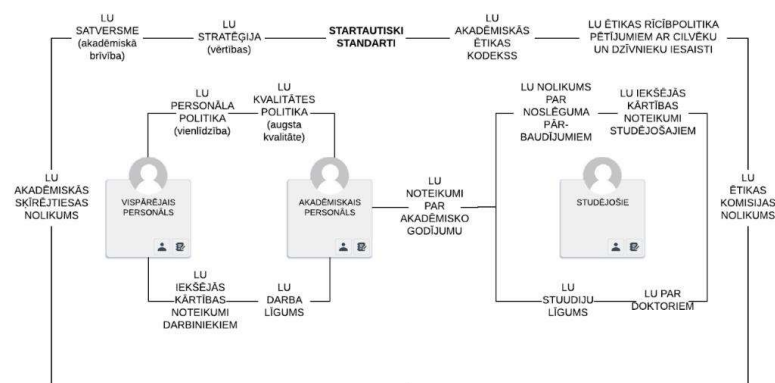 LU
SATVERSME
(akadēmiskā
brīvība)
LU
STRATĒĢIJA
(vērtības)
STARTAUTISKI
STANDARTI
LU
AKADĒMISKĀS
ĒTIKAS
KODEKSS
LU ĒTIKAS RĪCĪBPOLITIKA
PĒTĪJUMIEM AR CILVĒKU
UN DZĪVNIEKU IESAISTI
LU
PERSONĀLA
POLITIKA
(vienlīdzība)
LU
KVALITĀTES
POLITIKA
(augsta
kvalitāte)
LU NOLIKUMS
PAR
NOSLĒGUMA
PĀR-
BAUDĪJUMIEM
LU IEKŠĒJĀS
KĀRTĪBAS
NOTEIKUMI
STUDĒJOŠAJIEM
LU
AKADĒMISKĀS
ŠĶĪRĒJTIESAS
NOLIKUMS
VISPĀRĒJAIS
PERSONĀLS
AKADĒMISKAIS
PERSONĀLS
LU
NOTEIKUMI
PAR
AKADĒMISKO
GODĪJUMU
STUDĒJOŠIE
LU
ĒTIKAS
KOMISIJAS
NOLIKUMS
LU
IEKŠĒJĀS
KĀRTĪBAS
NOTEIKUMI
DARBINIEKIEM
LU
DARBA
LĪGUMS
LU
STUUDIJU
LĪGUMS
LU PAR
DOKTORIEM